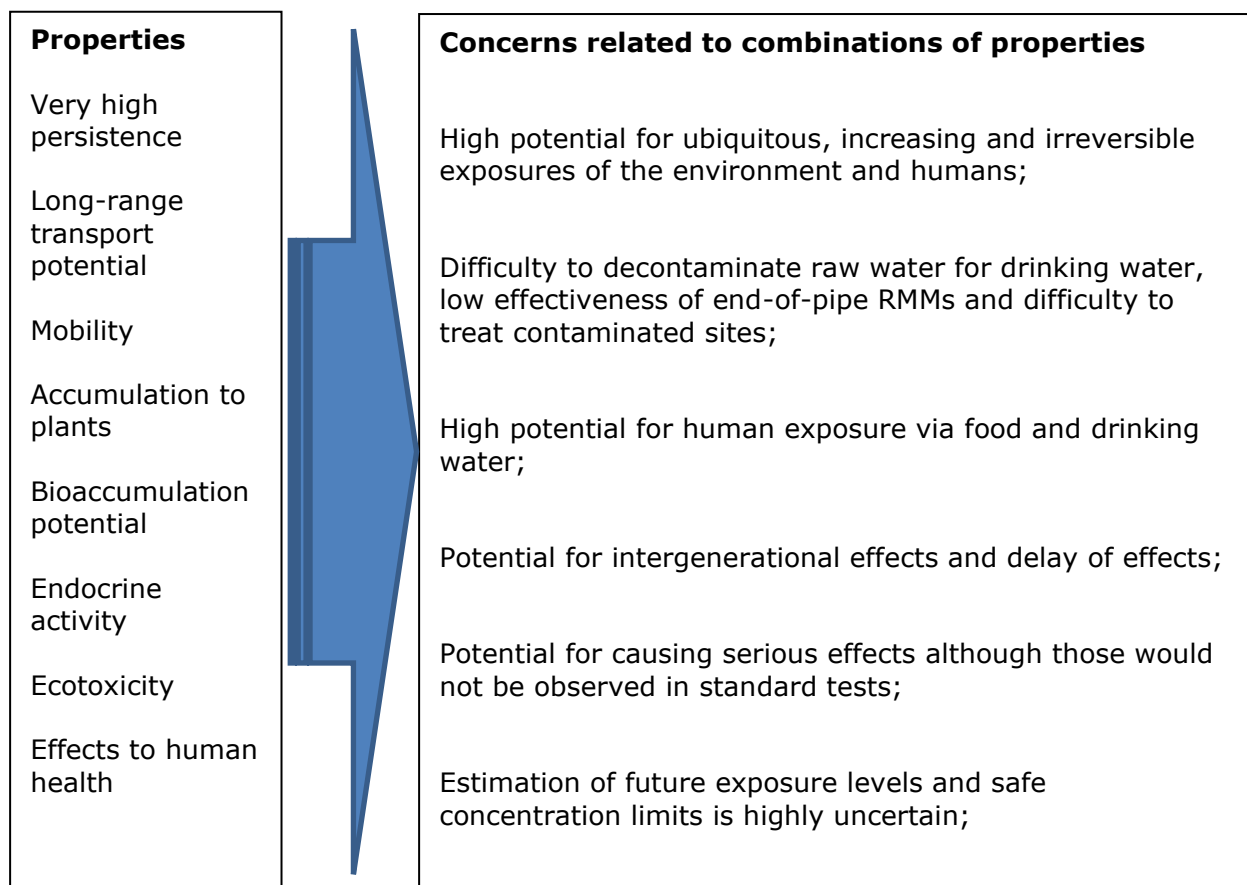 Properties
Very high
persistence
Long-range
transport
potential
Mobility
Accumulation to
plants
Bioaccumulation
potential
Endocrine
activity
Ecotoxicity
Effects to human
health
Concerns related to combinations of properties
High potential for ubiquitous, increasing and irreversible
exposures of the environment and humans;
Difficulty to decontaminate raw water for drinking water,
low effectiveness of end-of-pipe RMMs and difficulty to
treat contaminated sites;
High potential for human exposure via food and drinking
water;
Potential for intergenerational effects and delay of effects;
Potential for causing serious effects although those would
not be observed in standard tests;
Estimation of future exposure levels and safe
concentration limits is highly uncertain;